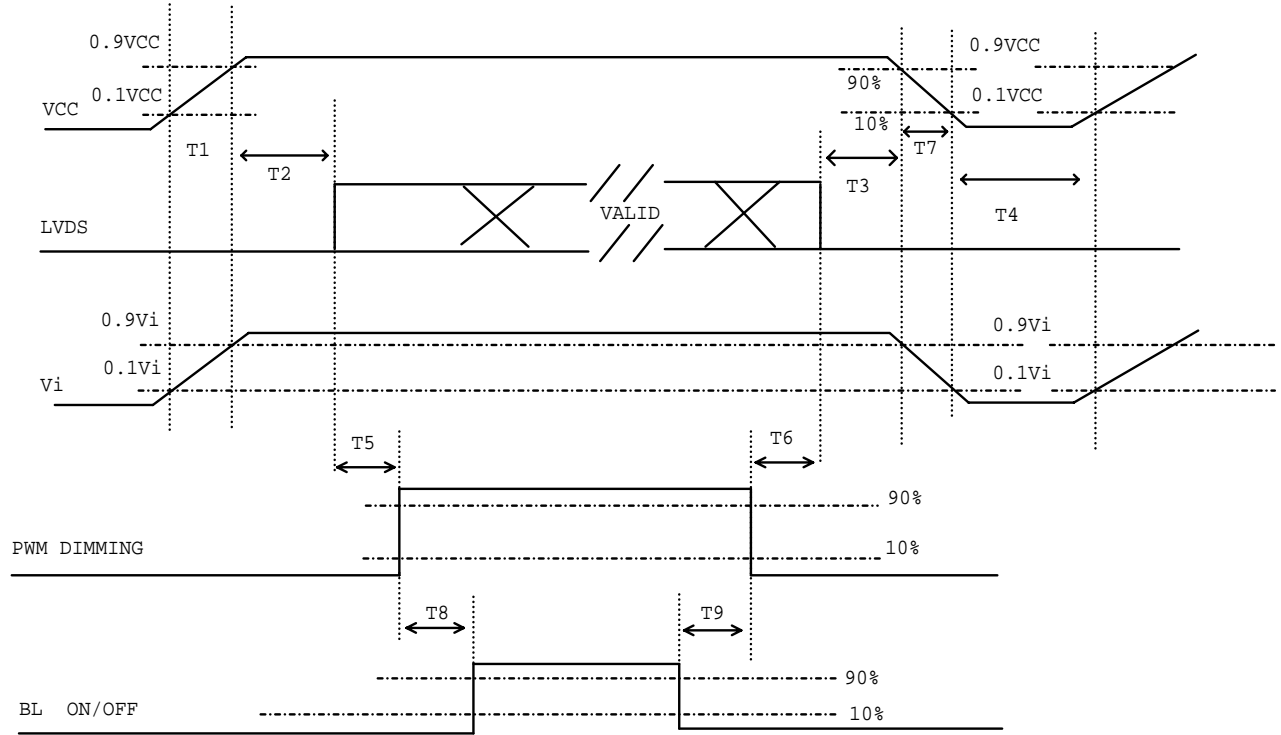 0.9VCC
0.9VCC
90%
0.1VCC
0.1VCC
VCC
10%
T1
T2
T7
T3
T4
VALID
LVDS
0.9Vi
0.9Vi
0.1Vi
0.1Vi
Vi
T5
T6
90%
PWM DIMMING
10%
T8
T9
90%
BL ON/OFF
10%